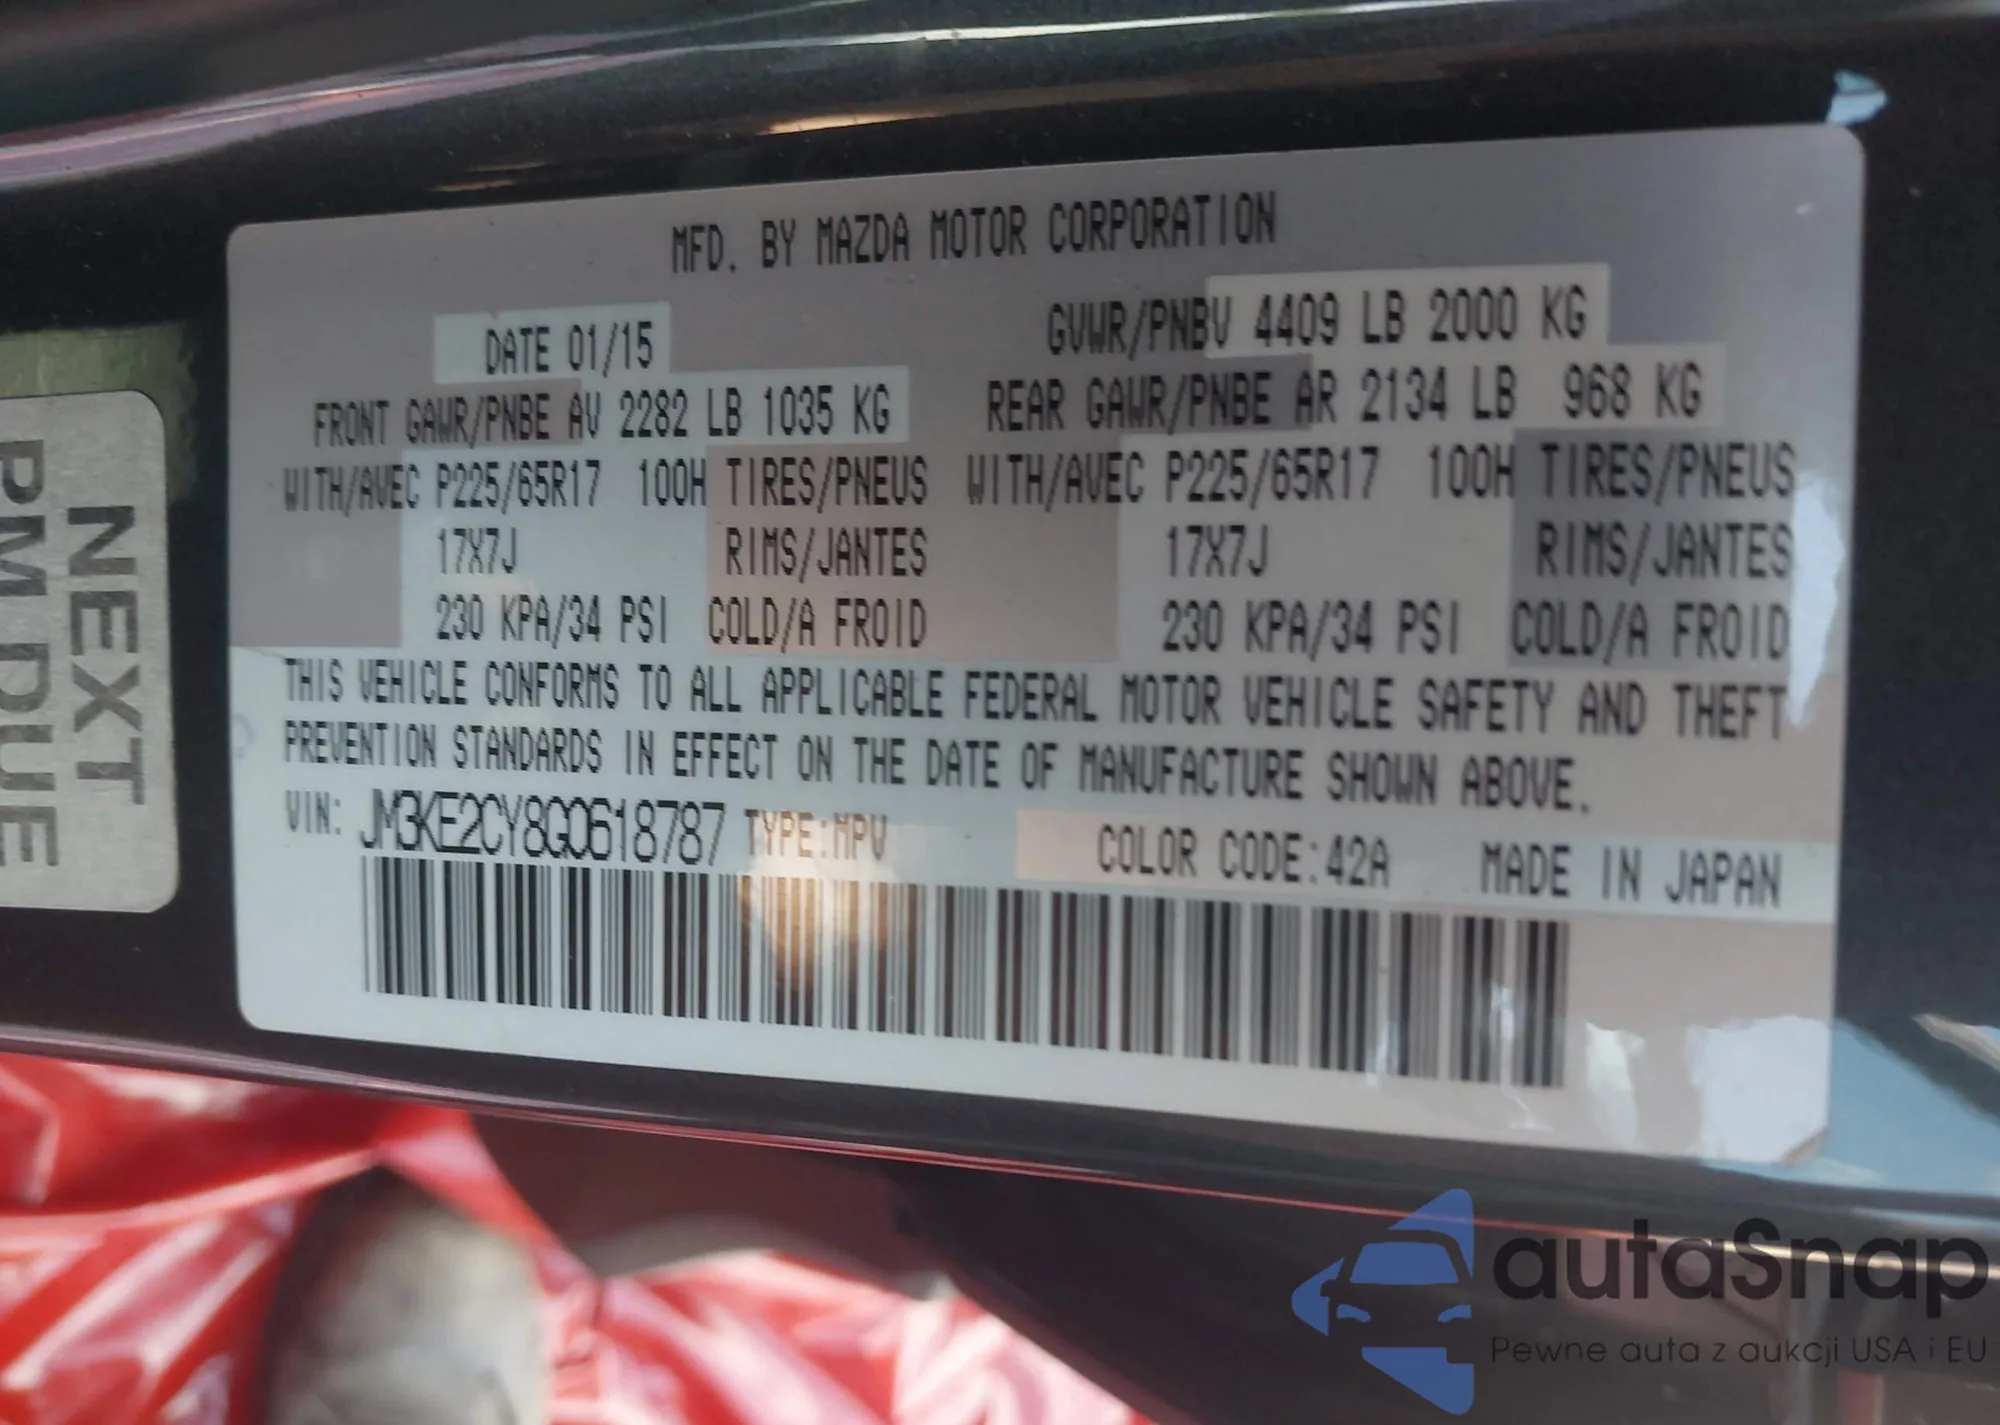 MFD. BY MAZDA MOTOR CORPORATION
DATE 01/15 GVWR/PNBV 4409 LB 2000 KG
FRONT GAWR/PNBE AV 2282 LB 1035 KG REAR GAWR/PNBE AR 2134 LB 968 KG
WITH/AVEC P225/65R17 100H TIRES/PNEUS WITH/AVEC P225/65R17 100H TIRES/PNEUS
17X7J RIMS/JANTES 17X7J RIMS/JANTES
230 KPA/34 PSI COLD/A FROID 230 KPA/34 PSI COLD/A FROID
THIS VEHICLE CONFORMS TO ALL APPLICABLE FEDERAL MOTOR VEHICLE SAFETY AND THEFT
PREVENTION STANDARDS IN EFFECT ON THE DATE OF MANUFACTURE SHOWN ABOVE.
VIN: JM3KE2CY8G0618787 TYPE:MPV COLOR CODE:42A MADE IN JAPAN
NEXT
PM DUE
autaSnap
Pewne auta z aukcji USA i EU